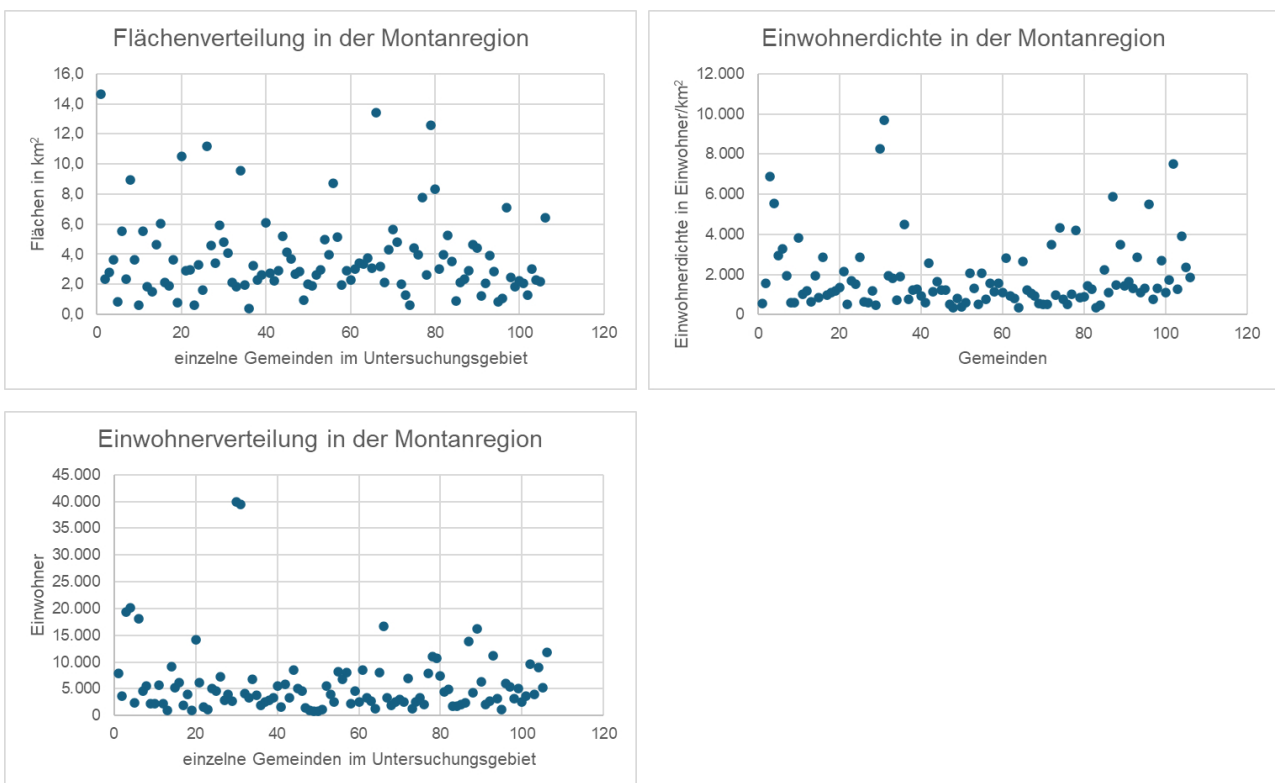 Flächenverteilung in der Montanregion
16,0
14,0
12,0
10,0
8,0
6,0
4,0
2,0
0,0
Flächen in km²
0 20 40 60 80 100 120
einzelne Gemeinden im Untersuchungsgebiet
Einwohnerdichte in der Montanregion
12.000
10.000
8.000
6.000
4.000
2.000
0
Einwohnerdichte in Einwohner/km²
0 20 40 60 80 100 120
Gemeinden
Einwohnerverteilung in der Montanregion
45.000
40.000
35.000
30.000
25.000
20.000
15.000
10.000
5.000
0
Einwohner
0 20 40 60 80 100 120
einzelne Gemeinden im Untersuchungsgebiet